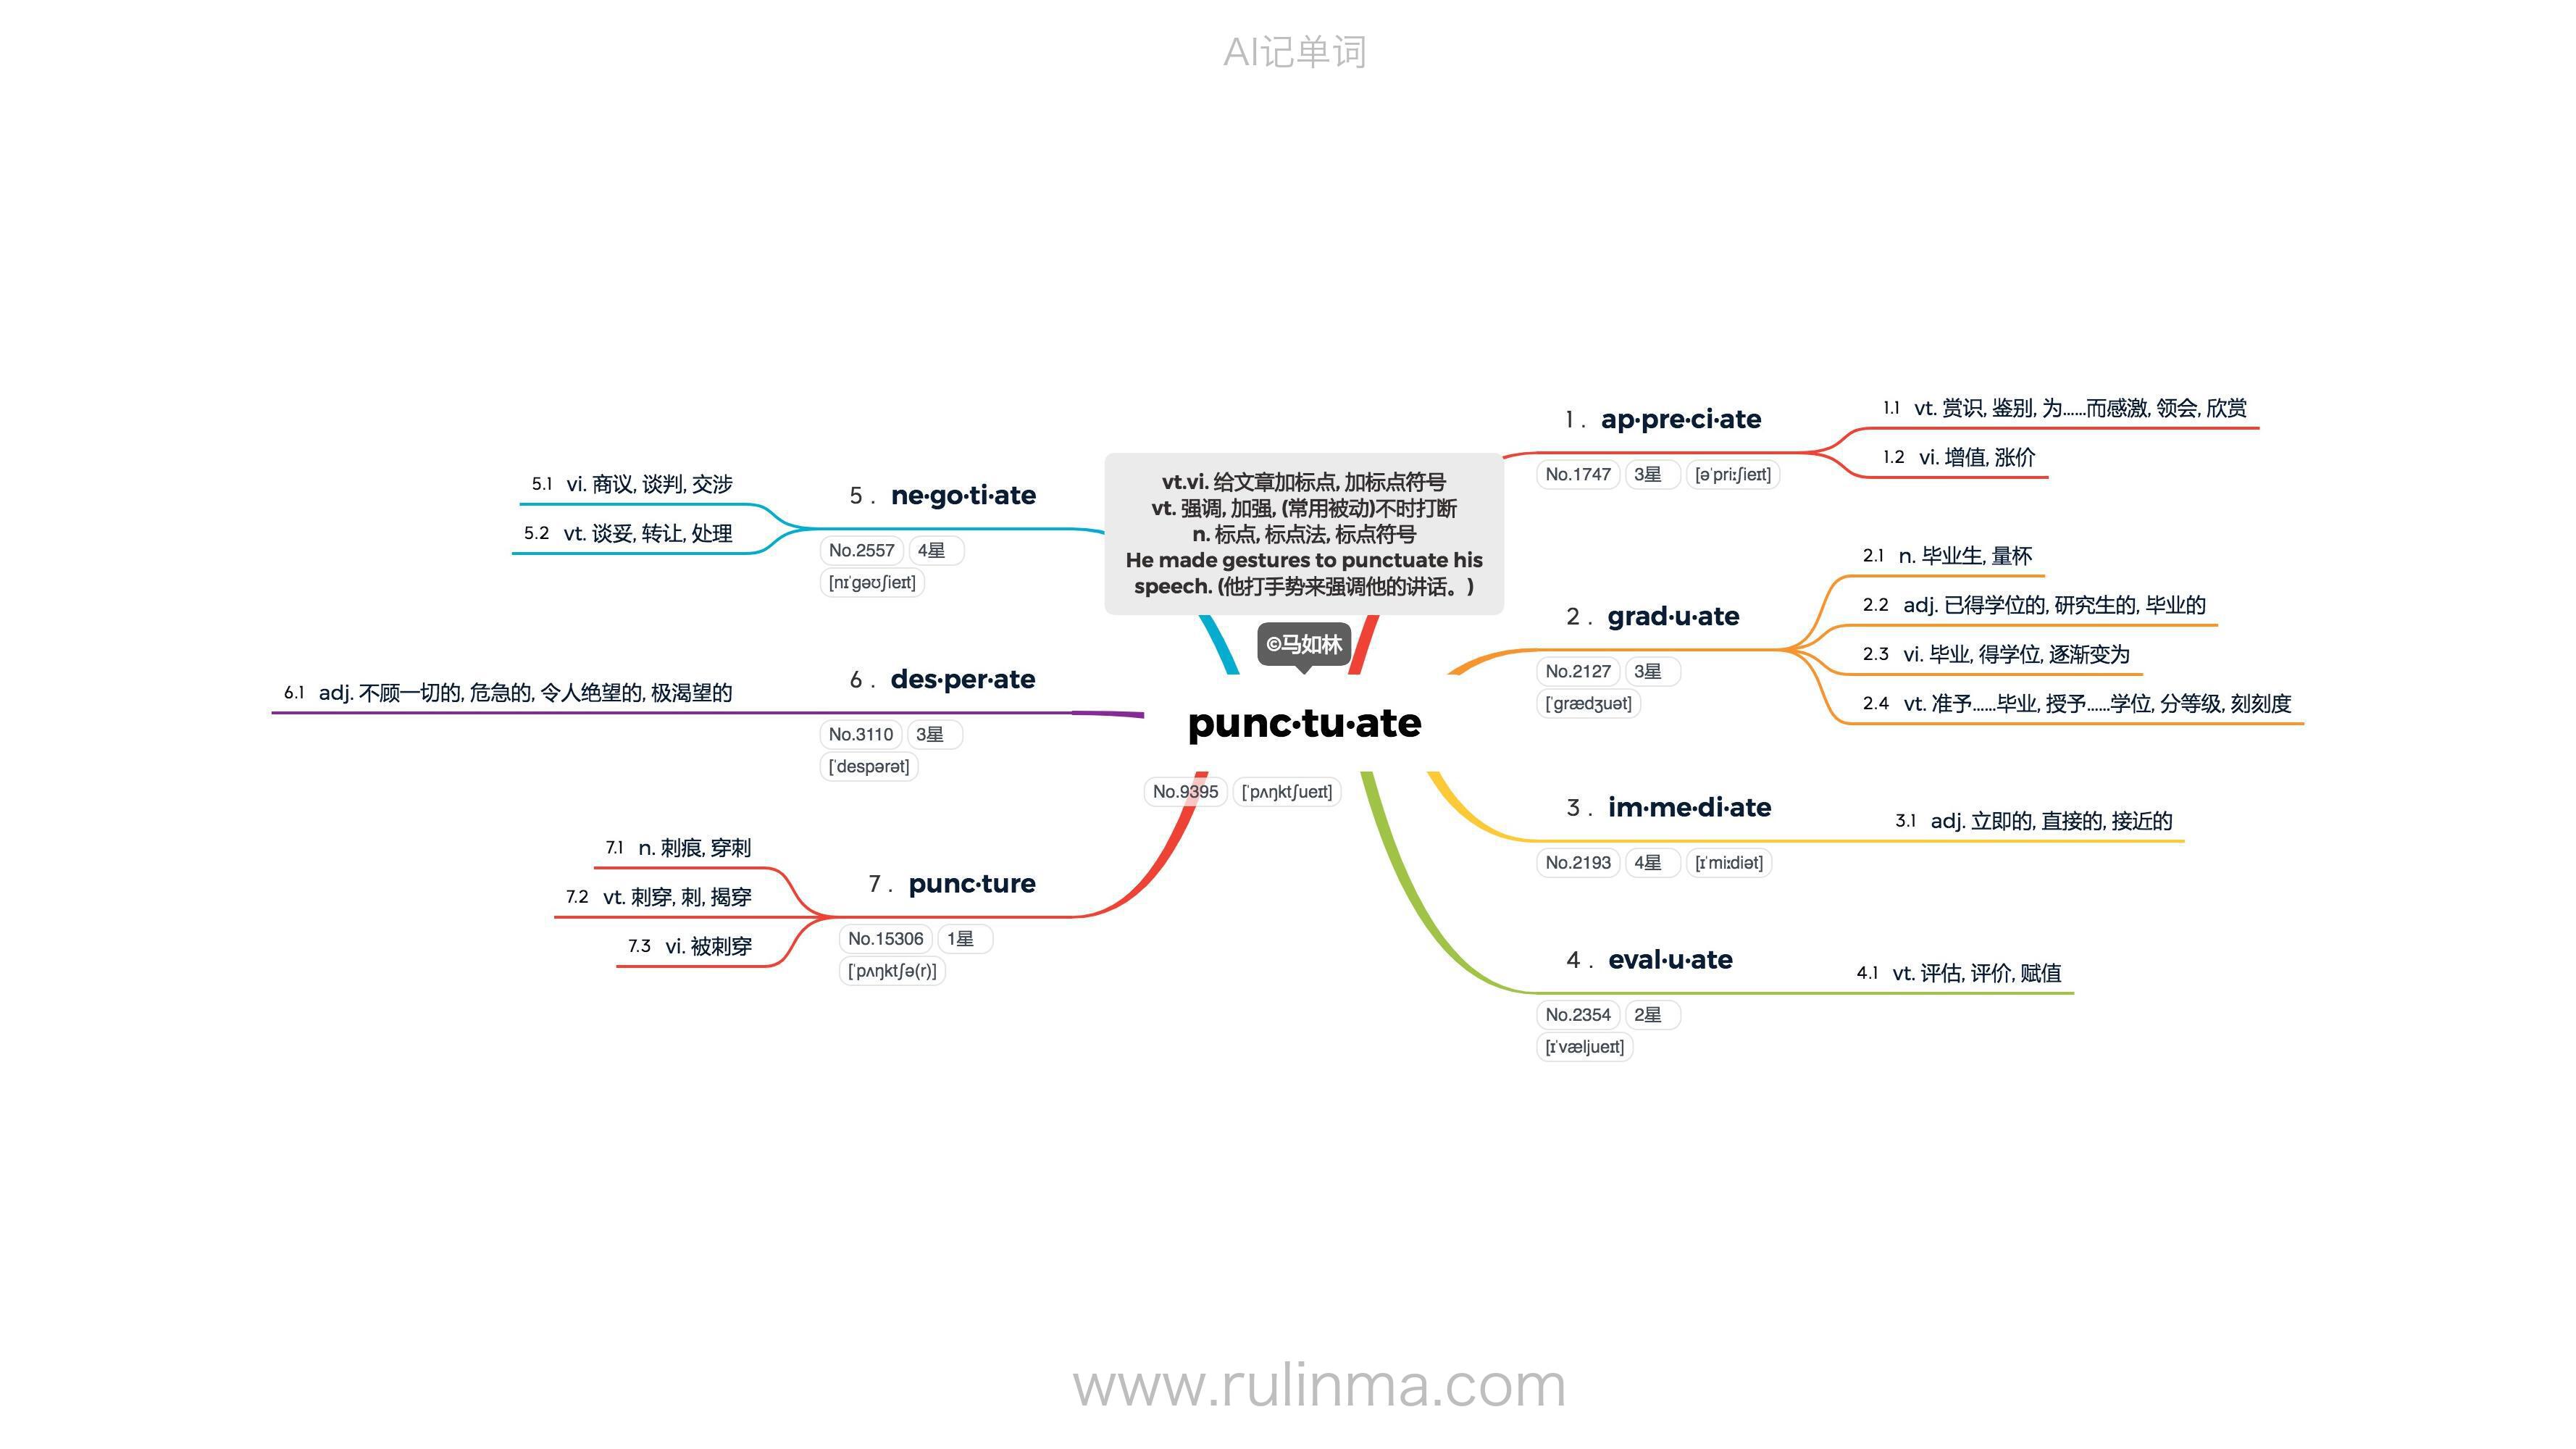 AI记单词
vt.vi. 给文章加标点, 加标点符号
vt. 强调, 加强, (常用被动)不时打断
n. 标点, 标点法, 标点符号
He made gestures to punctuate his
speech. (他打手势来强调他的讲话。)
©马如林
punc·tu·ate
No.9395 [ˈpʌŋktʃueɪt]
1 . ap·pre·ci·ate
No.1747 3星 [əˈpriːʃieɪt]
1.1 vt. 赏识, 鉴别, 为……而感激, 领会, 欣赏
1.2 vi. 增值, 涨价
2 . grad·u·ate
No.2127 3星
[ˈɡrædʒuət]
2.1 n. 毕业生, 量杯
2.2 adj. 已得学位的, 研究生的, 毕业的
2.3 vi. 毕业, 得学位, 逐渐变为
2.4 vt. 准予……毕业, 授予……学位, 分等级, 刻刻度
3 . im·me·di·ate
No.2193 4星 [ɪˈmiːdiət]
3.1 adj. 立即的, 直接的, 接近的
4 . eval·u·ate
No.2354 2星
[ɪˈvæljueɪt]
4.1 vt. 评估, 评价, 赋值
5 . ne·go·ti·ate
No.2557 4星
[nɪˈɡəʊʃieɪt]
5.1 vi. 商议, 谈判, 交涉
5.2 vt. 谈妥, 转让, 处理
6 . des·per·ate
No.3110 3星
[ˈdespərət]
6.1 adj. 不顾一切的, 危急的, 令人绝望的, 极渴望的
7 . punc·ture
No.15306 1星
[ˈpʌŋktʃə(r)]
7.1 n. 刺痕, 穿刺
7.2 vt. 刺穿, 刺, 揭穿
7.3 vi. 被刺穿
www.rulinma.com